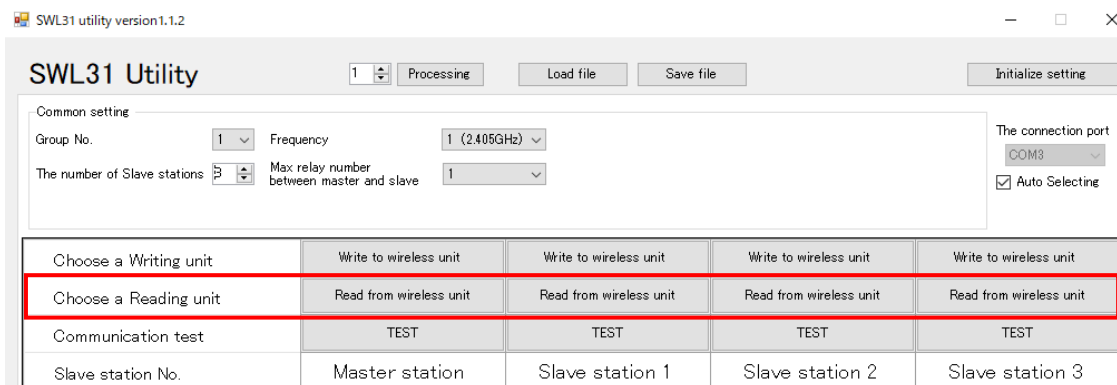 SWL31 utility version1.1.2
SWL31 Utility
1 Processing Load file Save file Initialize setting
Common setting
Group No. 1 Frequency 1 (2.405GHz)
The number of Slave stations 3 Max relay number between master and slave 1
The connection port
COM3
Auto Selecting
Choose a Writing unit Write to wireless unit Write to wireless unit Write to wireless unit Write to wireless unit
Choose a Reading unit Read from wireless unit Read from wireless unit Read from wireless unit Read from wireless unit
Communication test TEST TEST TEST TEST
Slave station No. Master station Slave station 1 Slave station 2 Slave station 3